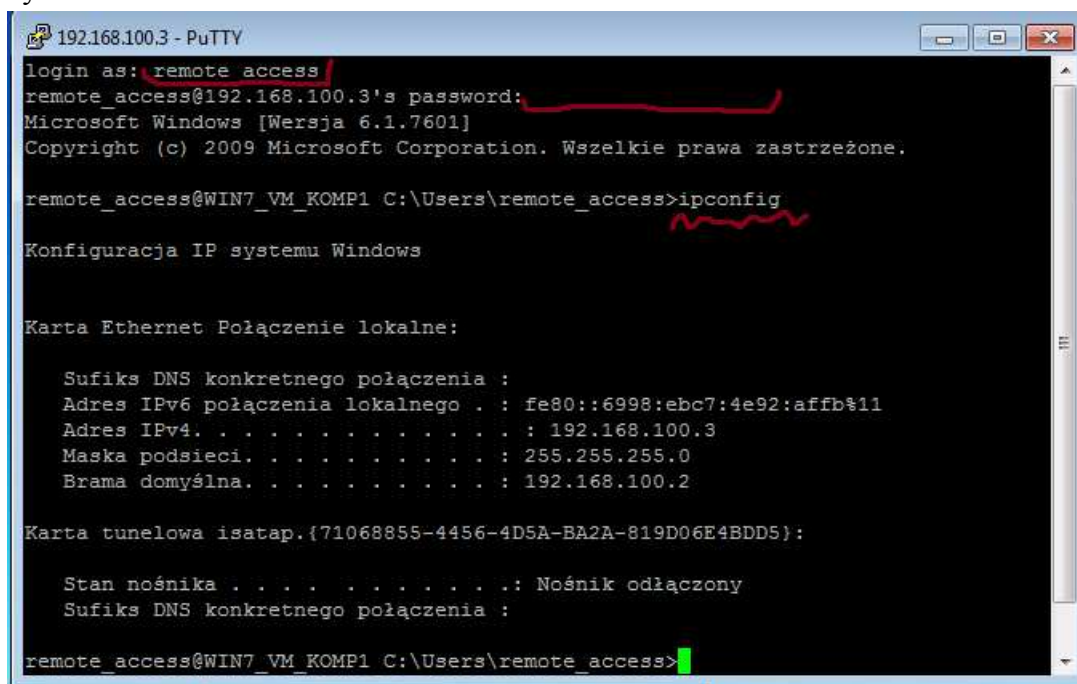 192.168.100.3 - PuTTY
login as: remote_access
remote_access@192.168.100.3's password:
Microsoft Windows [Wersja 6.1.7601]
Copyright (c) 2009 Microsoft Corporation. Wszelkie prawa zastrzeżone.
remote_access@WIN7_VM_KOMP1 C:\Users\remote_access>ipconfig
Konfiguracja IP systemu Windows
Karta Ethernet Połączenie lokalne:
Sufiks DNS konkretnego połączenia :
Adres IPv6 połączenia lokalnego . : fe80::6998:ebc7:4e92:affb%11
Adres IPv4. . . . . . . . . . . . . : 192.168.100.3
Maska podsieci. . . . . . . . . . : 255.255.255.0
Brama domyślna. . . . . . . . . . : 192.168.100.2
Karta tunelowa isatap.{71068855-4456-4D5A-BA2A-819D06E4BDD5}:
Stan nośnika . . . . . . . . . . .: Nośnik odłączony
Sufiks DNS konkretnego połączenia :
remote_access@WIN7_VM_KOMP1 C:\Users\remote_access>